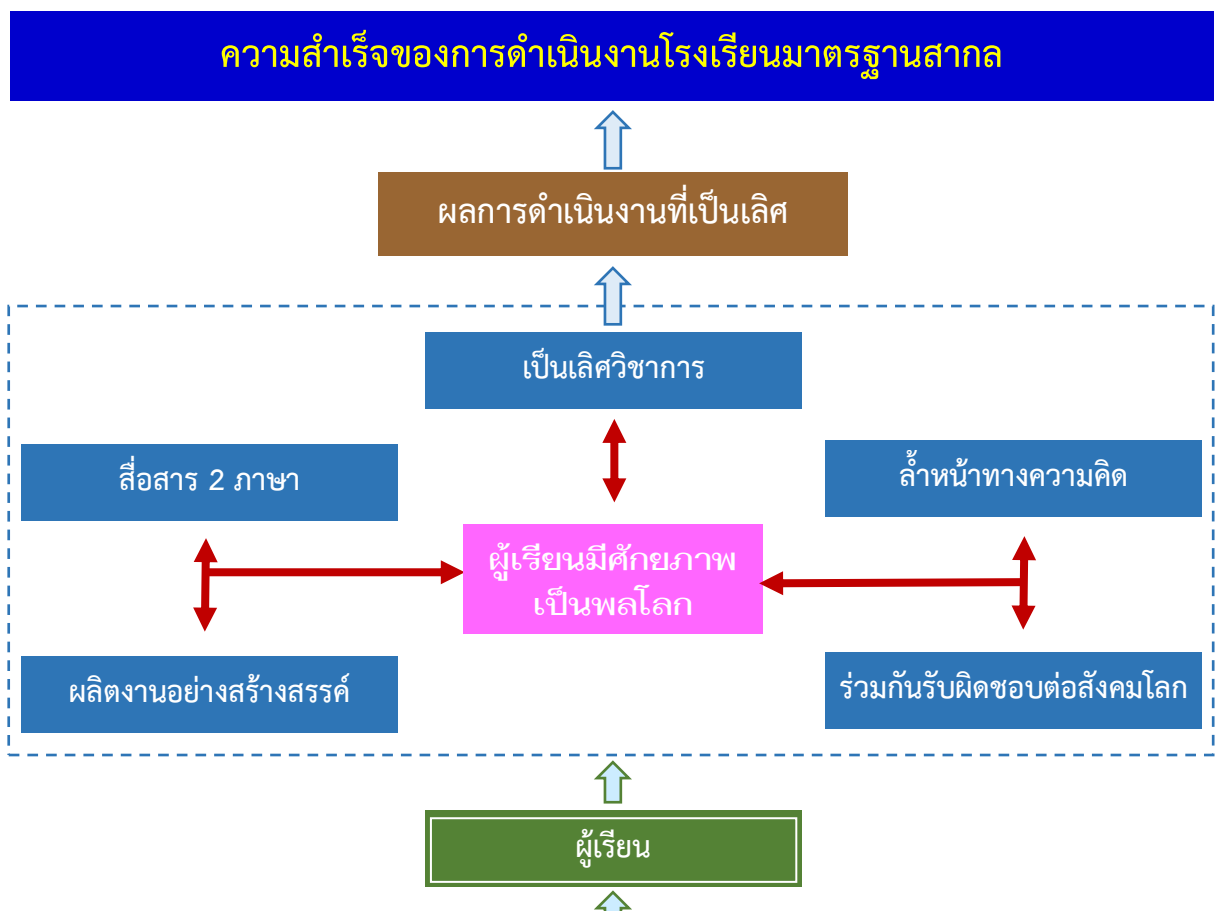 ความสำเร็จของการดำเนินงานโรงเรียนมาตรฐานสากล
ผลการดำเนินงานที่เป็นเลิศ
เป็นเลิศวิชาการ
สื่อสาร 2 ภาษา
ล้ำหน้าทางความคิด
ผู้เรียนมีศักยภาพ
เป็นพลโลก
ผลิตงานอย่างสร้างสรรค์
ร่วมกันรับผิดชอบต่อสังคมโลก
ผู้เรียน